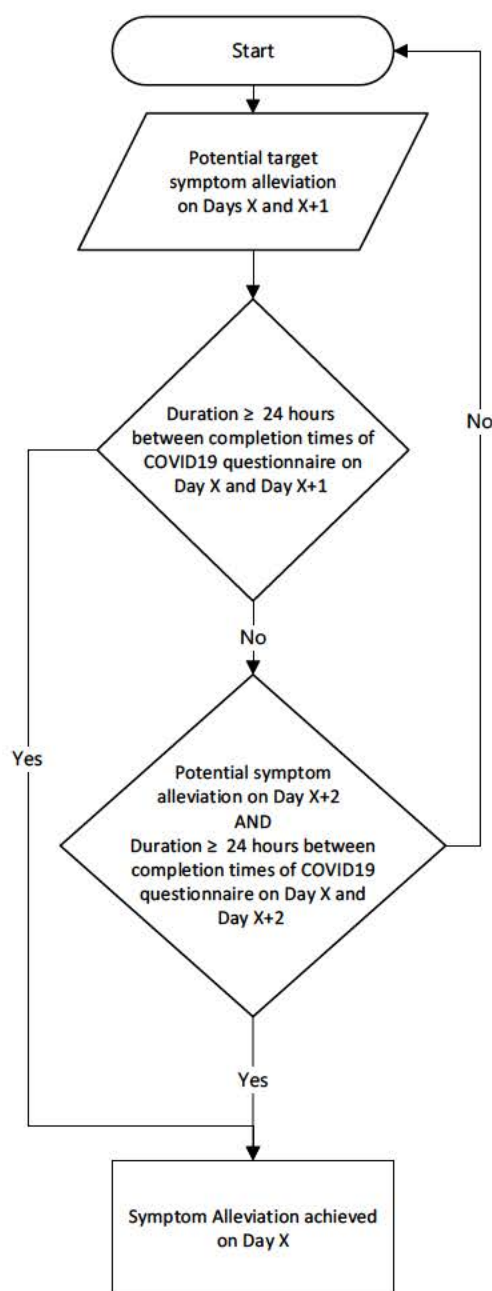 Start
Potential target
symptom alleviation
on Days X and X+1
Duration ≥ 24 hours
between completion times of
COVID19 questionnaire on
Day X and Day X+1
No
No
Yes
Potential symptom
alleviation on Day X+2
AND
Duration ≥ 24 hours between
completion times of COVID19
questionnaire on Day X and
Day X+2
Yes
Symptom Alleviation achieved
on Day X